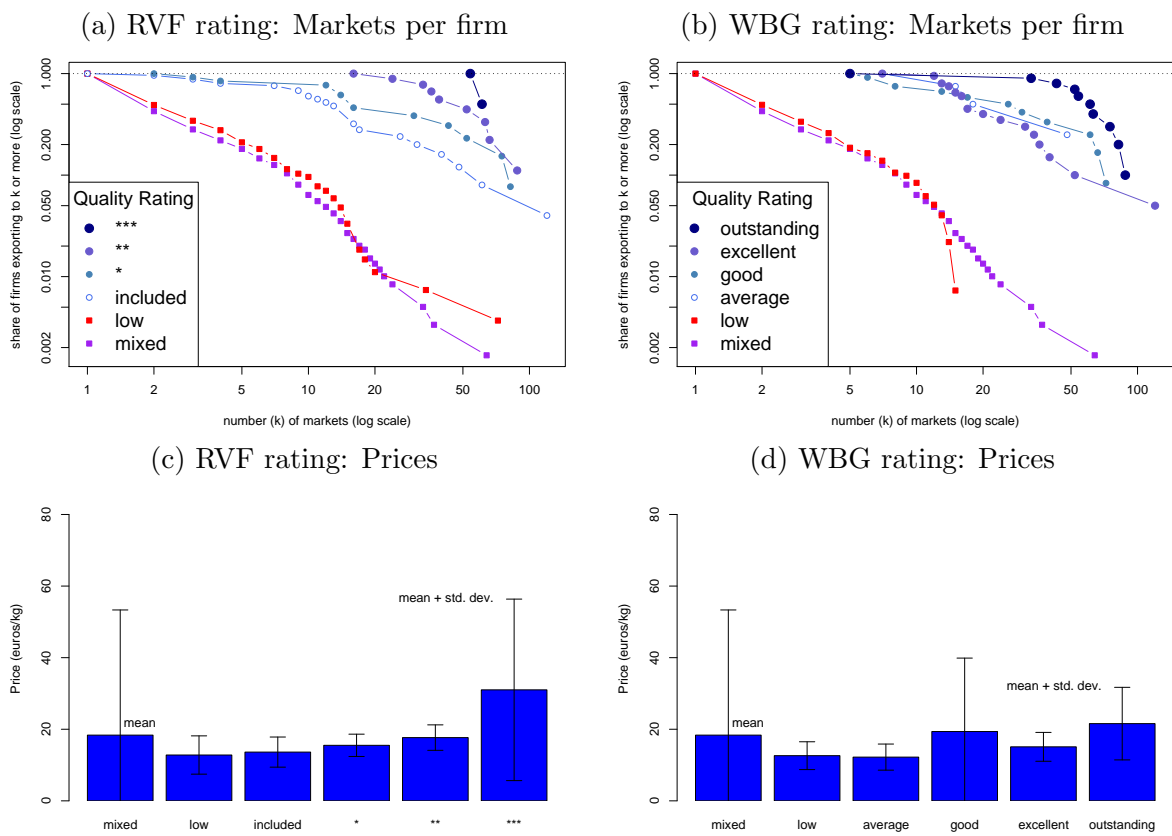 (a) RVF rating: Markets per firm
share of firms exporting to k or more (log scale)
1.000
0.200
0.050
0.010
0.002
Quality Rating
***
**
*
included
low
mixed
1 2 5 10 20 50 100
number (k) of markets (log scale)
(b) WBG rating: Markets per firm
share of firms exporting to k or more (log scale)
1.000
0.200
0.050
0.010
0.002
Quality Rating
outstanding
excellent
good
average
low
mixed
1 2 5 10 20 50 100
number (k) of markets (log scale)
(c) RVF rating: Prices
Price (euros/kg)
80
60
40
20
0
mean + std. dev.
mean
mixed low included * ** ***
(d) WBG rating: Prices
Price (euros/kg)
80
60
40
20
0
mean + std. dev.
mean
mixed low average good excellent outstanding